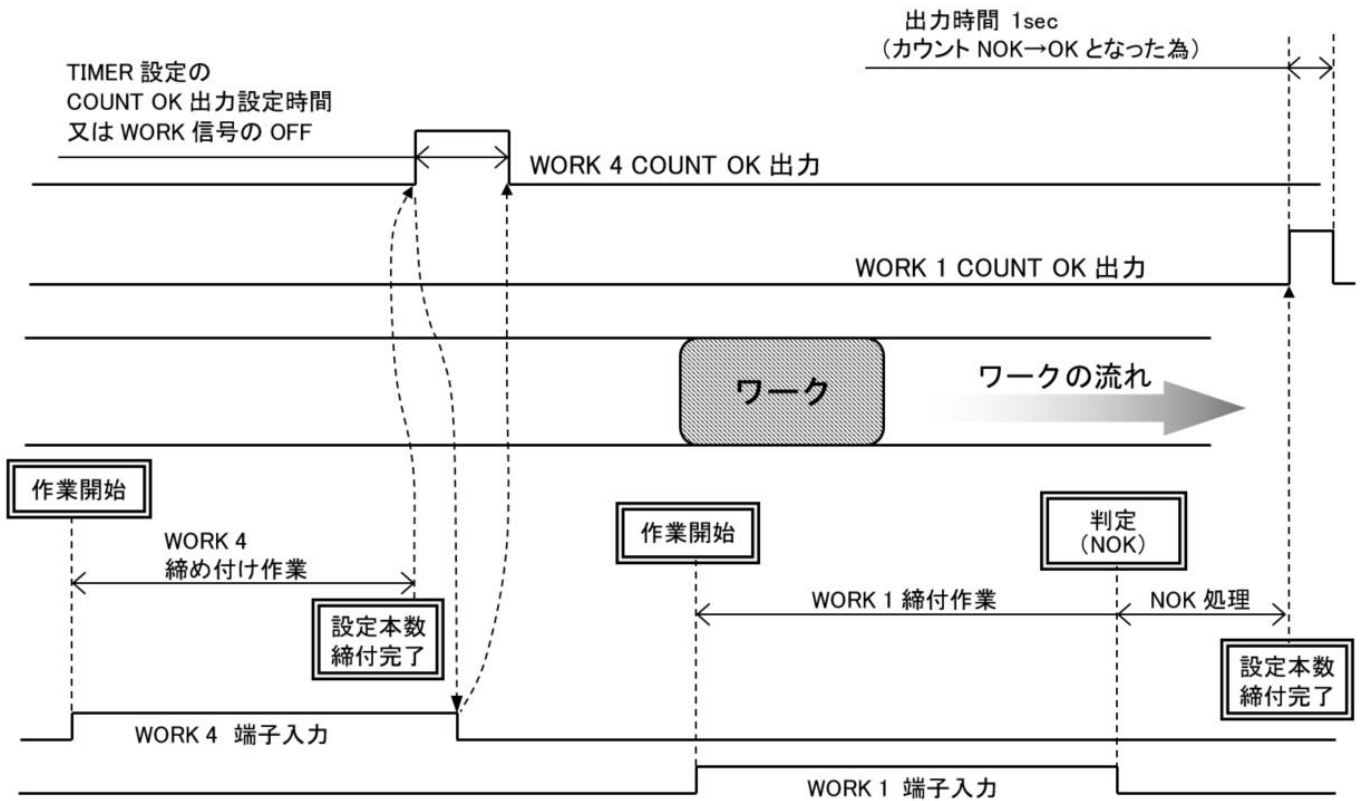 出力時間 1sec
（カウント NOK→OK となった為）
TIMER 設定の
COUNT OK 出力設定時間
又は WORK 信号の OFF
WORK 4 COUNT OK 出力
WORK 1 COUNT OK 出力
ワーク
ワークの流れ
作業開始
WORK 4
締め付け作業
設定本数
締付完了
作業開始
判定
（NOK）
WORK 1 締付作業
NOK 処理
設定本数
締付完了
WORK 4 端子入力
WORK 1 端子入力